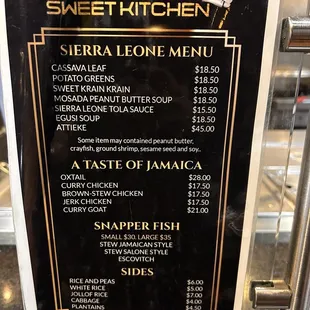 SWEET KITCHEN
SIERRA LEONE MENU
CASSAVA LEAF $18.50
POTATO GREENS $18.50
SWEET KRAIN KRAIN $18.50
MOSADA PEANUT BUTTER SOUP $18.50
SIERRA LEONE TOLA SAUCE $15.50
EGUSI SOUP $18.50
ATTIEKE $45.00
Some item may contained peanut butter,
crayfish, ground shrimp, sesame seed and soy..
A TASTE OF JAMAICA
OXTAIL $28.00
CURRY CHICKEN $17.50
BROWN-STEW CHICKEN $17.50
JERK CHICKEN $17.50
CURRY GOAT $21.00
SNAPPER FISH
SMALL $30. LARGE $35
STEW JAMAICAN STYLE
STEW SALONE STYLE
ESCOVITCH
SIDES
RICE AND PEAS $6.00
WHITE RICE $5.00
JOLLOF RICE $7.00
CABBAGE $4.00
PLANTAINS $4.50